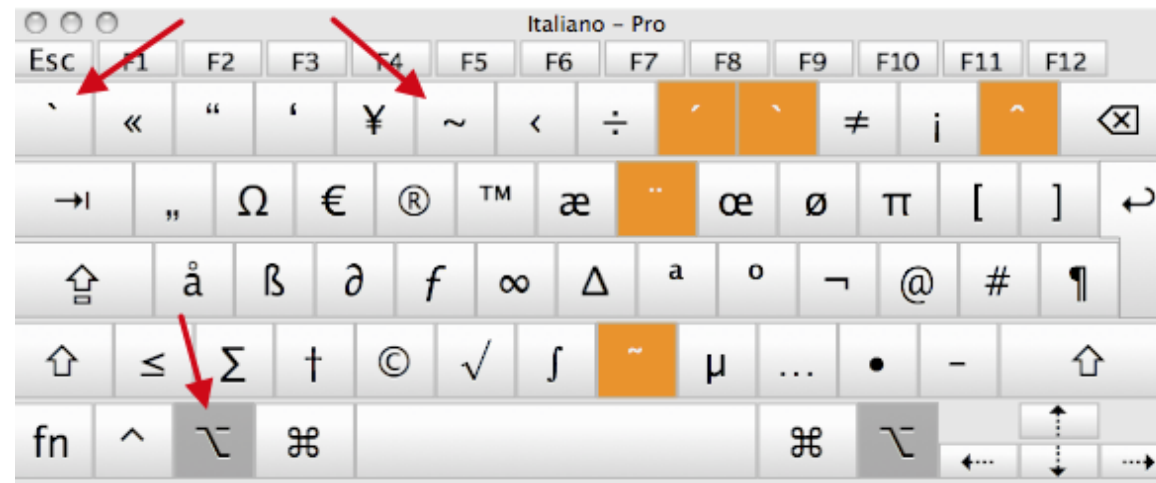 Italiano – Pro
Esc F1 F2 F3 F4 F5 F6 F7 F8 F9 F10 F11 F12
` « “ ‘ ¥ ~ ‹ ÷ ´ ` ≠ ¡ ˆ ⌫
⇥ „ Ω € ® ™ æ ¨ œ ø π [ ] ↩
⇪ å ß ∂ ƒ ∞ ∆ ª º ¬ @ # ¶
⇧ ≤ ∑ † © √ ∫ ˜ µ … • – ⇧
fn ^ ⌥ ⌘ ⌘ ⌥ ⇠ ⇡ ⇣ ⇢